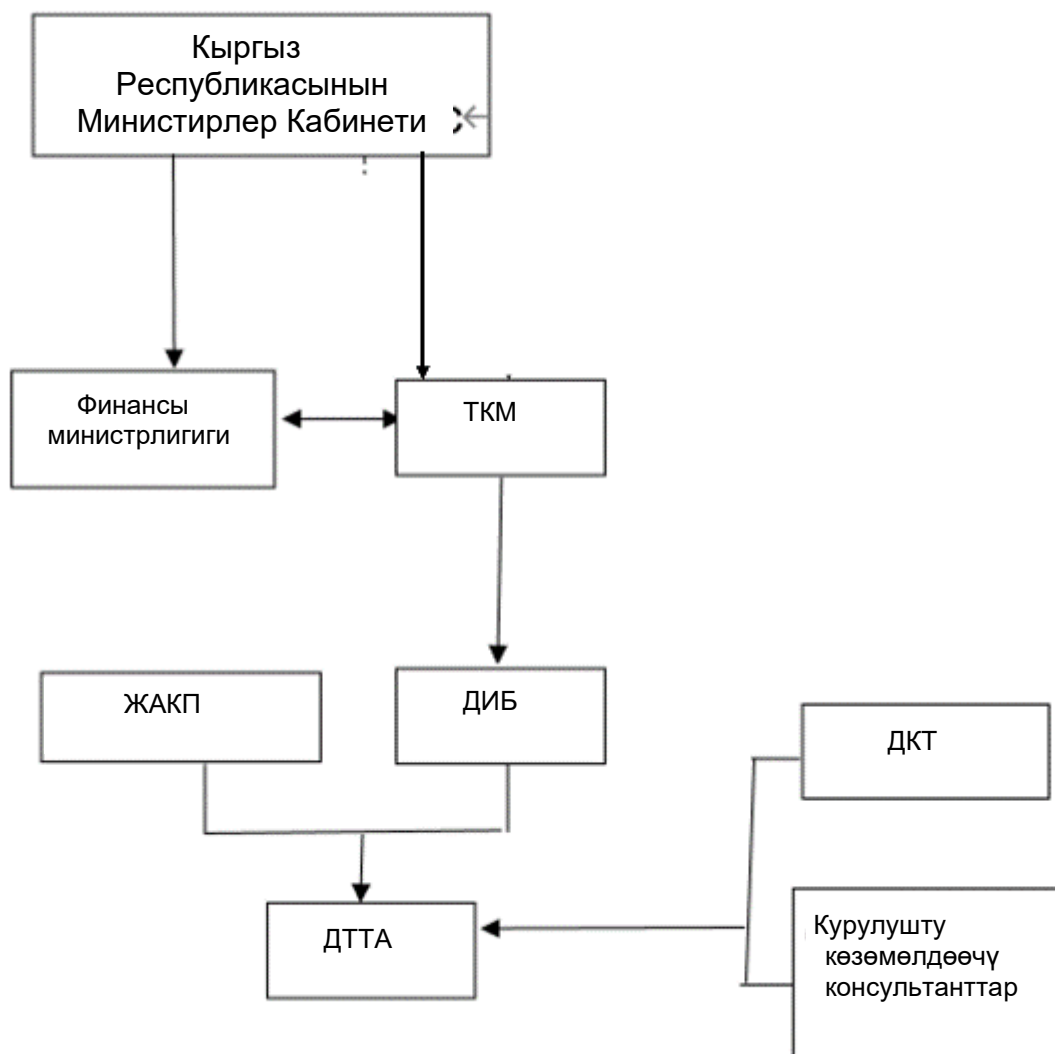 Кыргыз
Республикасынын
Министирлер Кабинети
Финансы
министрлигиги
ТКМ
ЖАКП
ДИБ
ДКТ
ДТТА
Курулушту
көзөмөлдөөчү
консультанттар